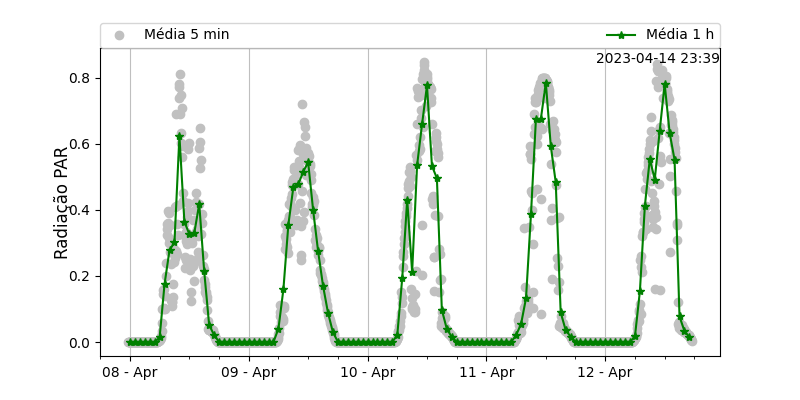 Média 5 min
Média 1 h
2023-04-14 23:39
Radiação PAR
0.8
0.6
0.4
0.2
0.0
08 - Apr
09 - Apr
10 - Apr
11 - Apr
12 - Apr